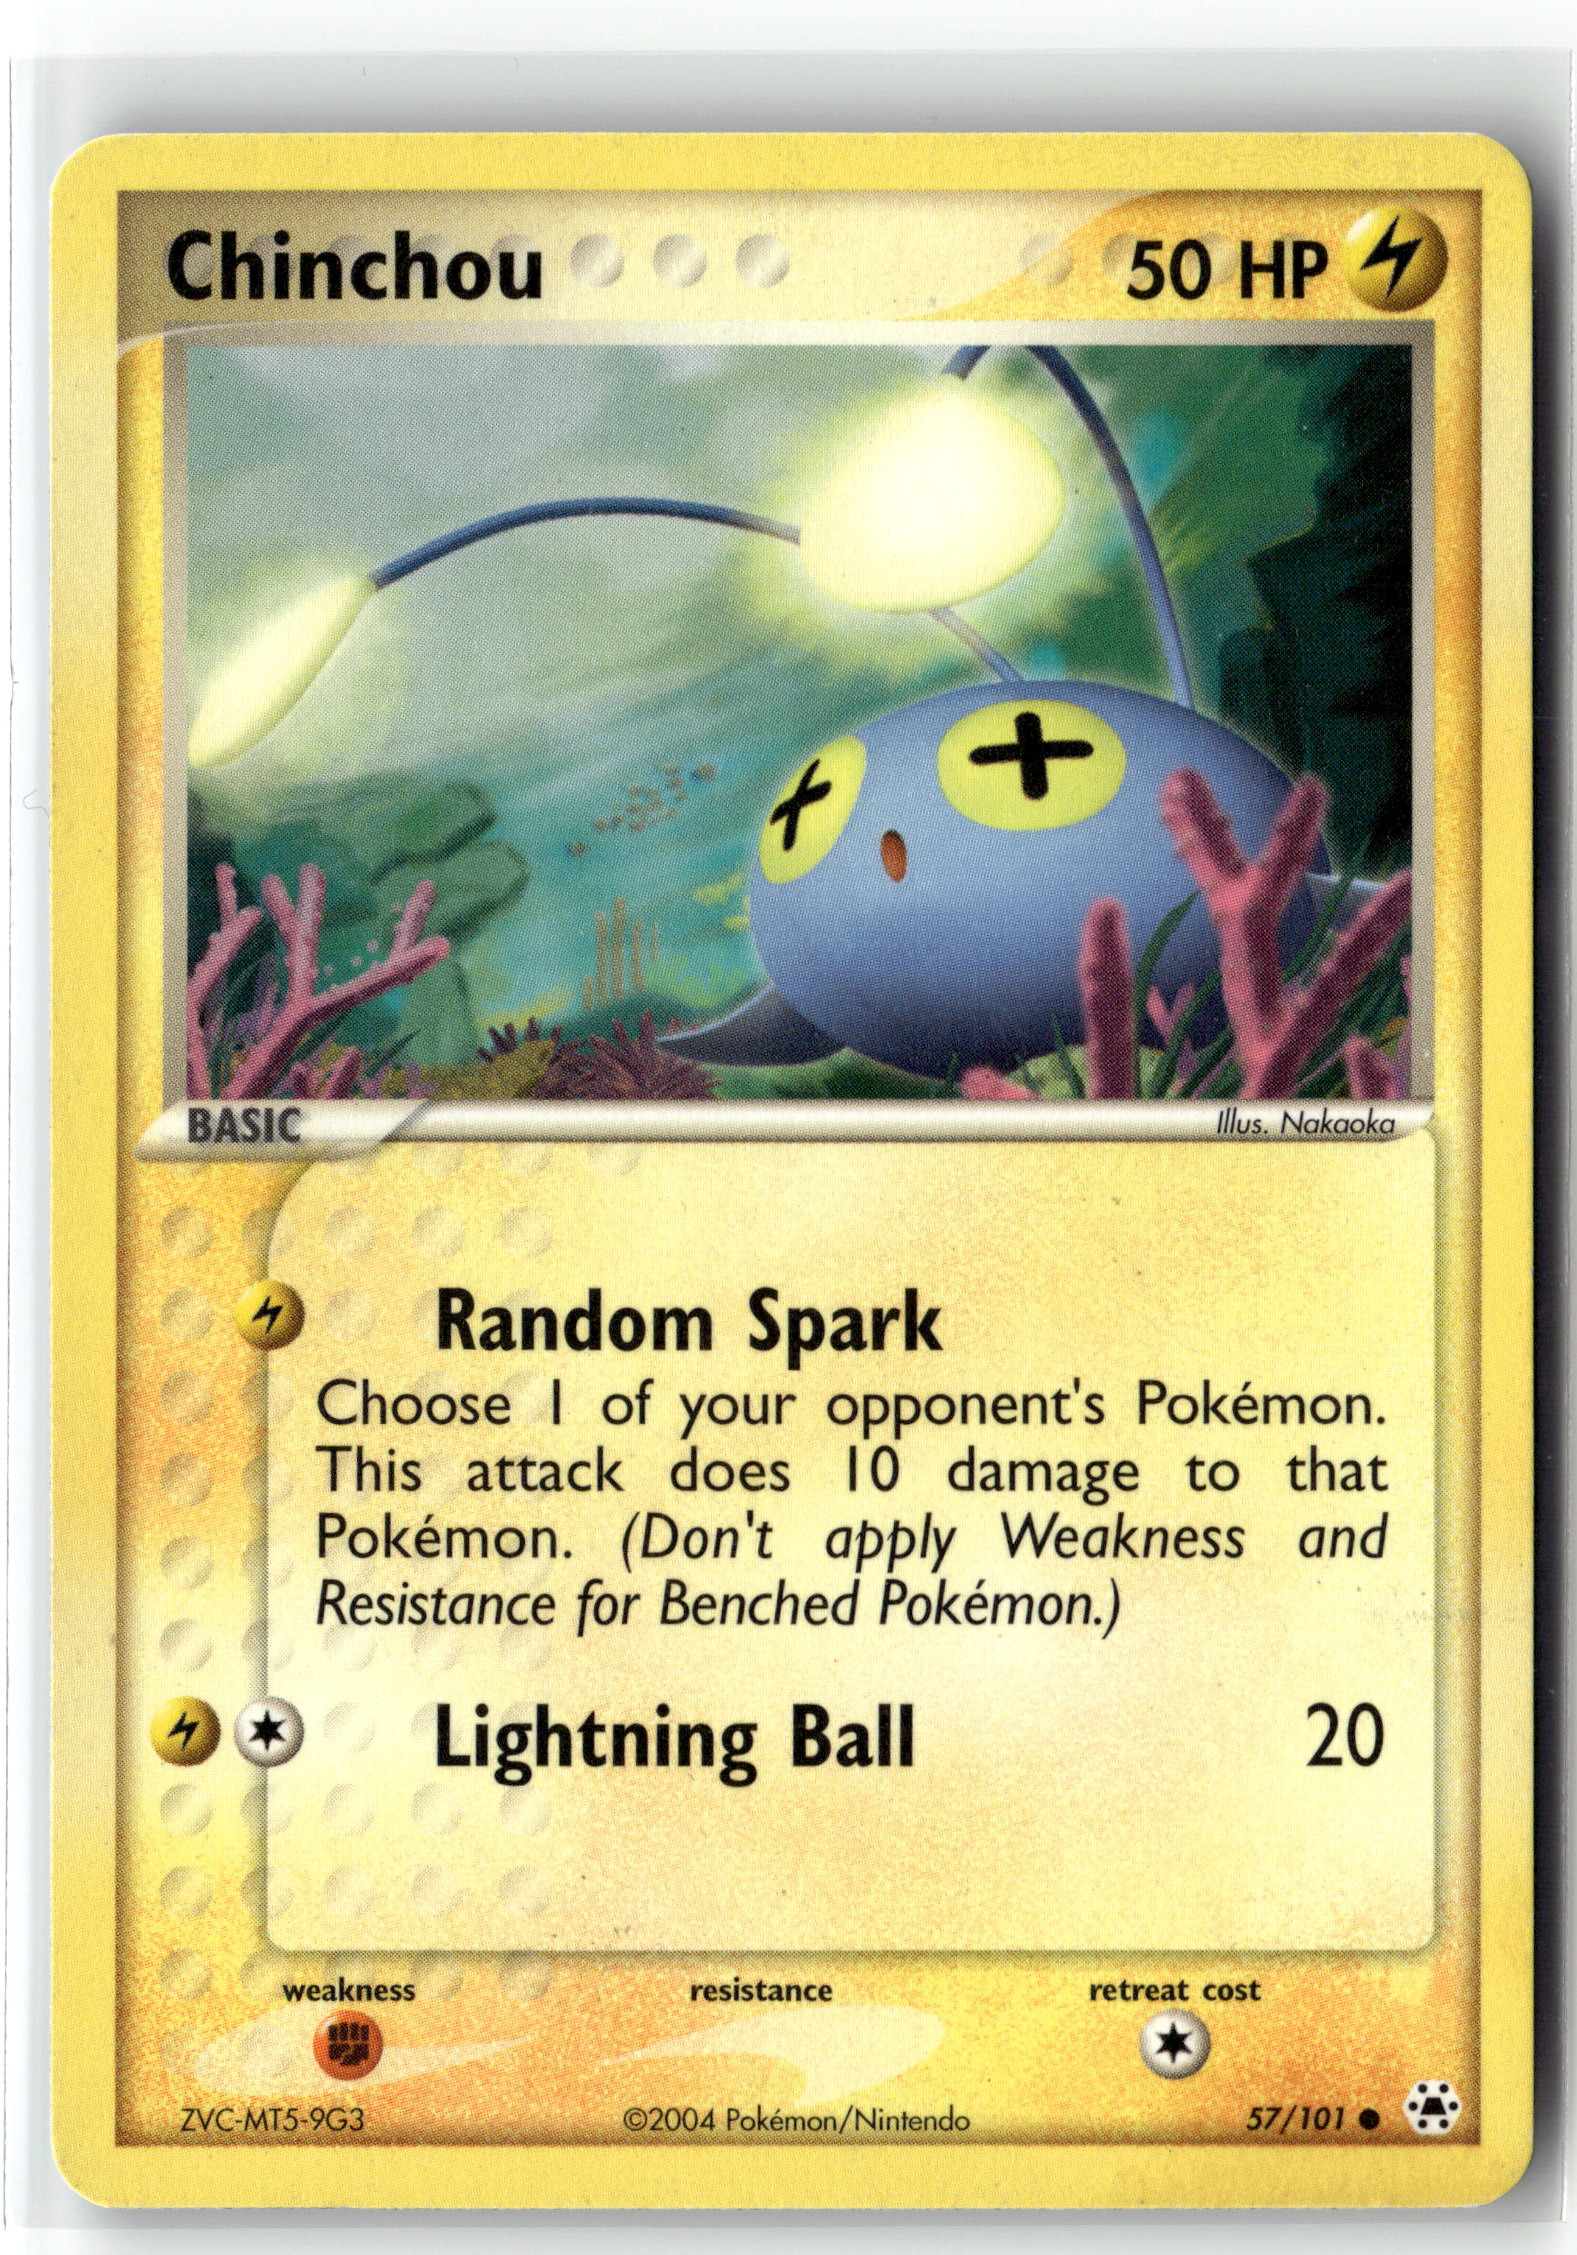 Chinchou 50 HP
BASIC
Illus. Nakaoka
Random Spark
Choose 1 of your opponent's Pokémon.
This attack does 10 damage to that
Pokémon. (Don't apply Weakness and
Resistance for Benched Pokémon.)
Lightning Ball 20
weakness resistance retreat cost
ZVC-MT5-9G3 ©2004 Pokémon/Nintendo 57/101